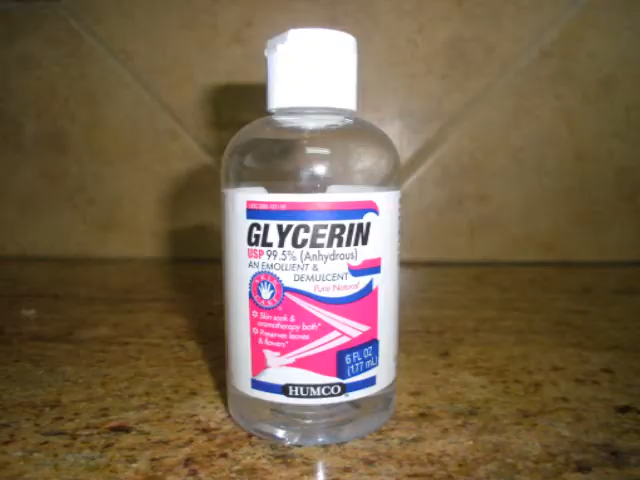 GLYCERIN
USP 99.5% (Anhydrous)
AN EMOLLIENT &
DEMULCENT
Pure Natural
Skin soak &
aromatherapy bath*
Preserves leaves
& flowers*
6 FL OZ
(177 mL)
HUMCO